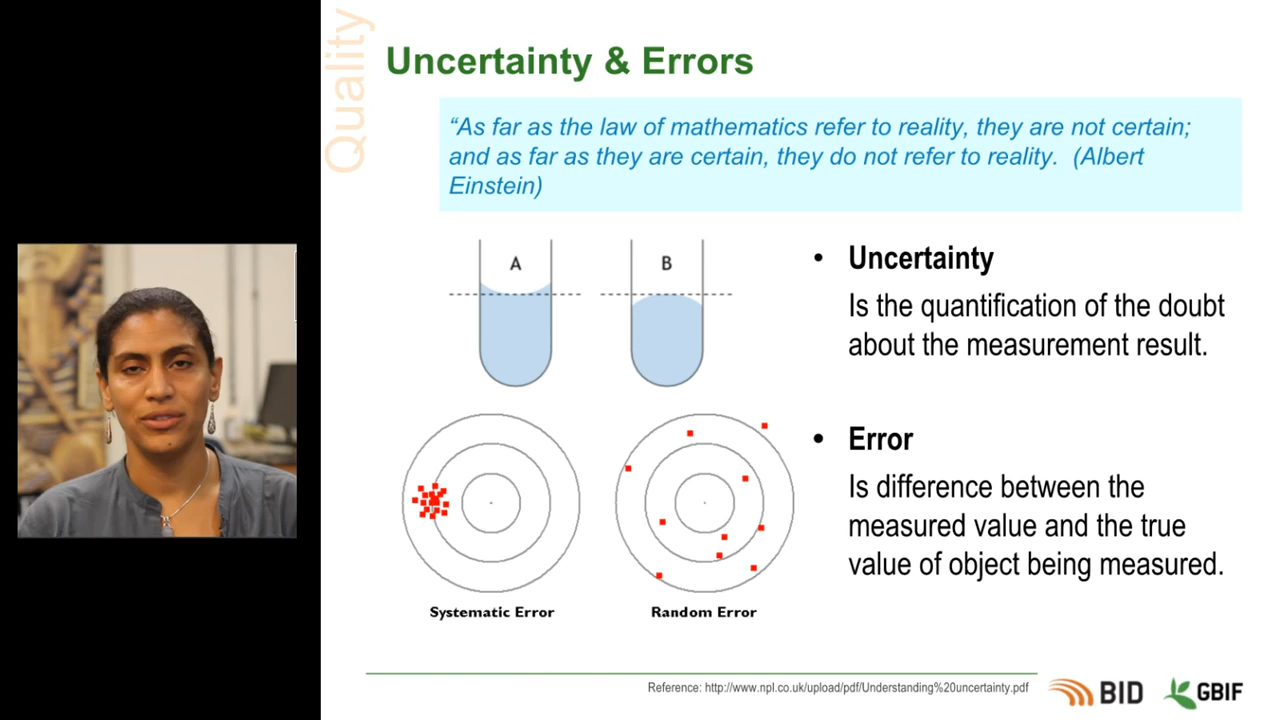 Quality
Uncertainty & Errors
“As far as the law of mathematics refer to reality, they are not certain;
and as far as they are certain, they do not refer to reality.  (Albert
Einstein)
A
B
• Uncertainty
Is the quantification of the doubt
about the measurement result.
• Error
Is difference between the
measured value and the true
value of object being measured.
Systematic Error
Random Error
Reference: http://www.npl.co.uk/upload/pdf/Understanding%20uncertainty.pdf
BID
GBIF